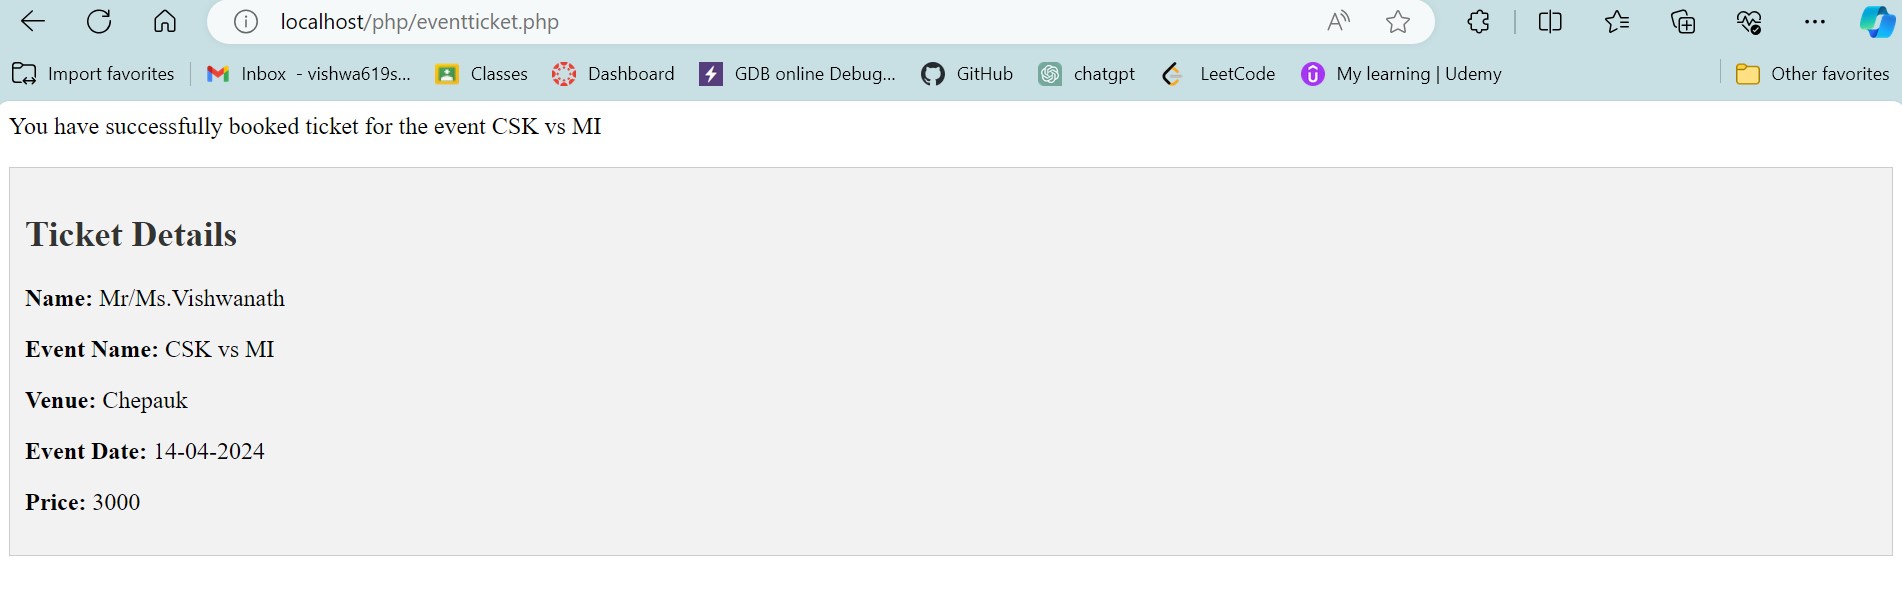 localhost/php/eventticket.php
Import favorites Inbox - vishwa619s... Classes Dashboard GDB online Debug... GitHub chatgpt LeetCode My learning | Udemy Other favorites
You have successfully booked ticket for the event CSK vs MI
Ticket Details
Name: Mr/Ms.Vishwanath
Event Name: CSK vs MI
Venue: Chepauk
Event Date: 14-04-2024
Price: 3000